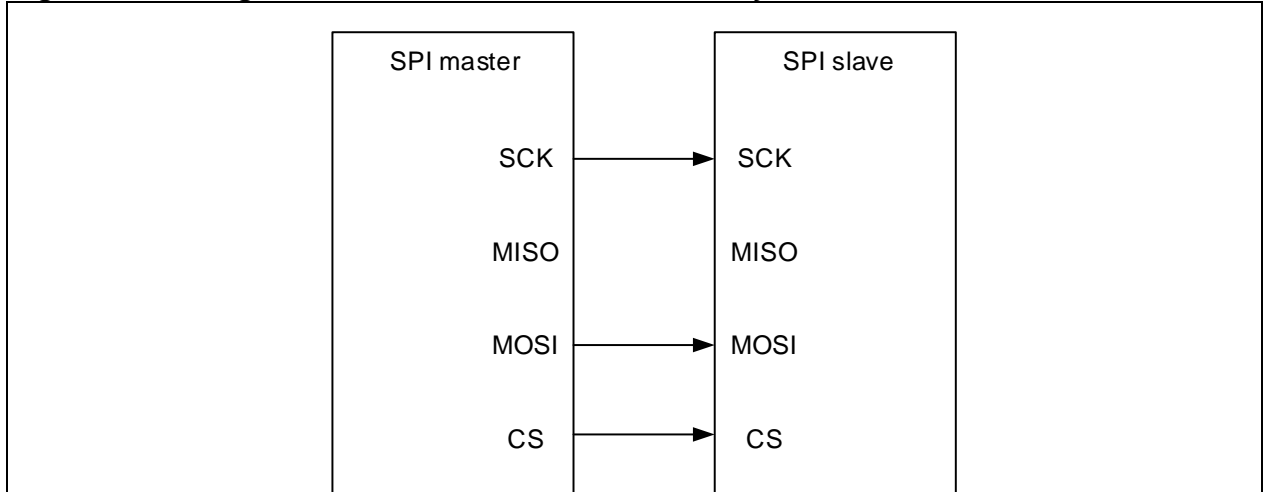 SPI master SPI slave
SCK SCK
MISO MISO
MOSI MOSI
CS CS